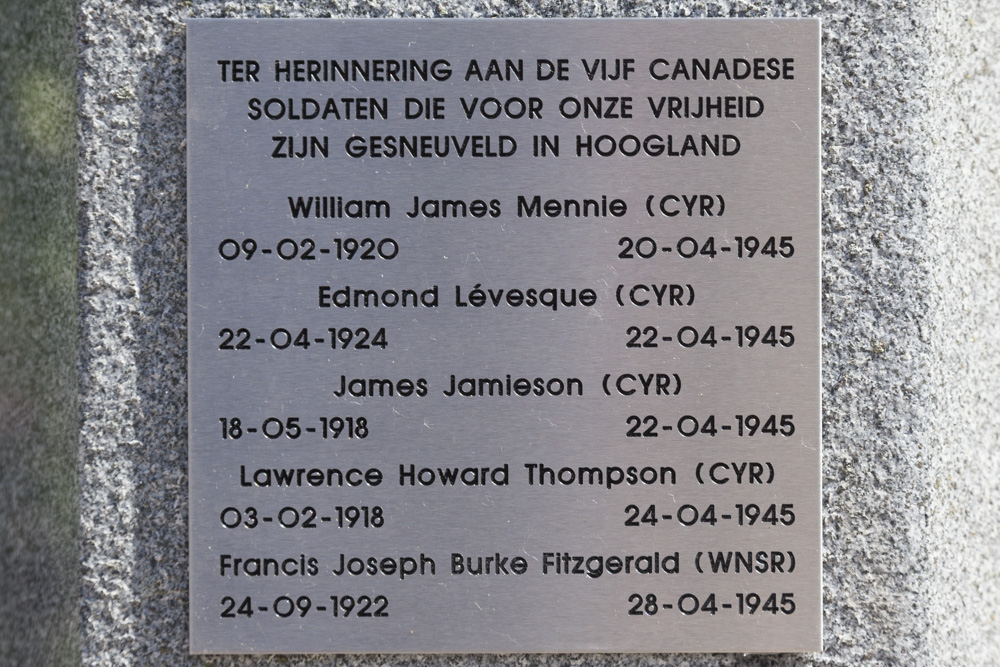 TER HERINNERING AAN DE VIJF CANADESE
SOLDATEN DIE VOOR ONZE VRIJHEID
ZIJN GESNEUVELD IN HOOGLAND
William James Mennie (CYR)
09-02-1920 20-04-1945
Edmond Lévesque (CYR)
22-04-1924 22-04-1945
James Jamieson (CYR)
18-05-1918 22-04-1945
Lawrence Howard Thompson (CYR)
03-02-1918 24-04-1945
Francis Joseph Burke Fitzgerald (WNSR)
24-09-1922 28-04-1945